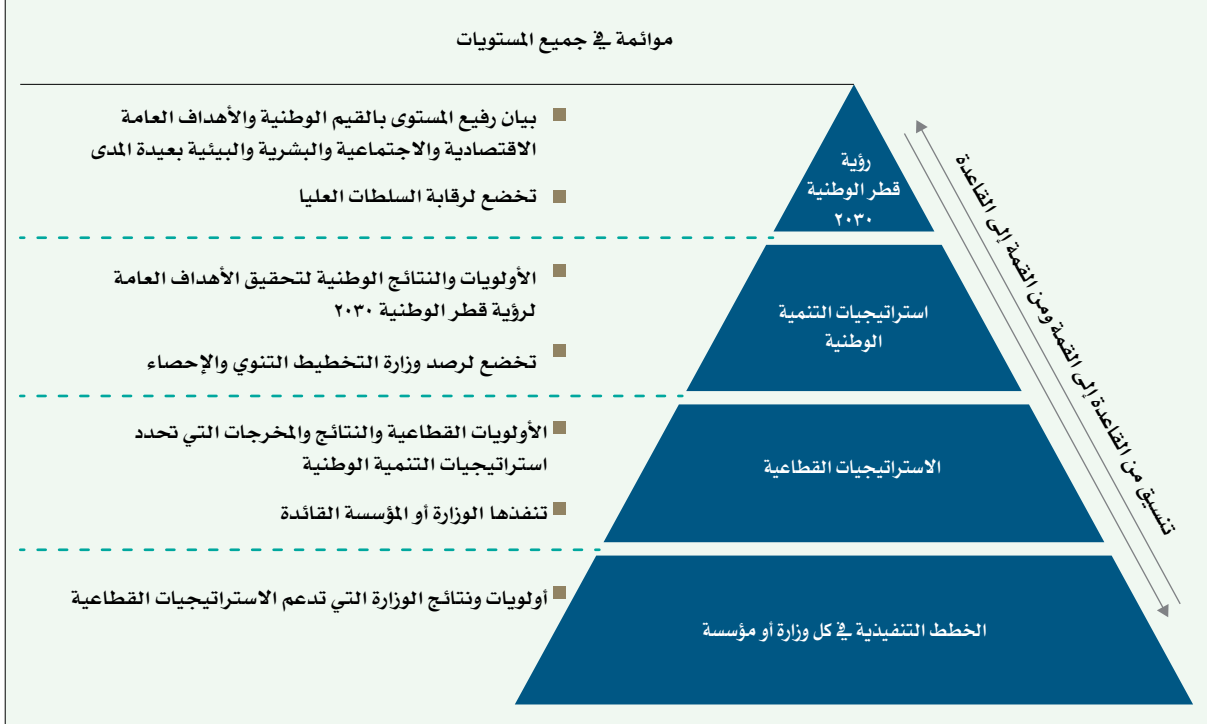 موائمة في جميع المستويات
رؤية
قطر الوطنية
٢٠٣٠
بيان رفيع المستوى بالقيم الوطنية والأهداف العامة
الاقتصادية والاجتماعية والبشرية والبيئية بعيدة المدى
تخضع لرقابة السلطات العليا
استراتيجيات التنمية
الوطنية
الأولويات والنتائج الوطنية لتحقيق الأهداف العامة
لرؤية قطر الوطنية ٢٠٣٠
تخضع لرصد وزارة التخطيط التنوي والإحصاء
الاستراتيجيات القطاعية
الأولويات القطاعية والنتائج والمخرجات التي تحدد
استراتيجيات التنمية الوطنية
تنفذها الوزارة أو المؤسسة القائدة
الخطط التنفيذية في كل وزارة أو مؤسسة
أولويات ونتائج الوزارة التي تدعم الاستراتيجيات القطاعية
تنسيق من القاعدة إلى القمة ومن القمة إلى القاعدة